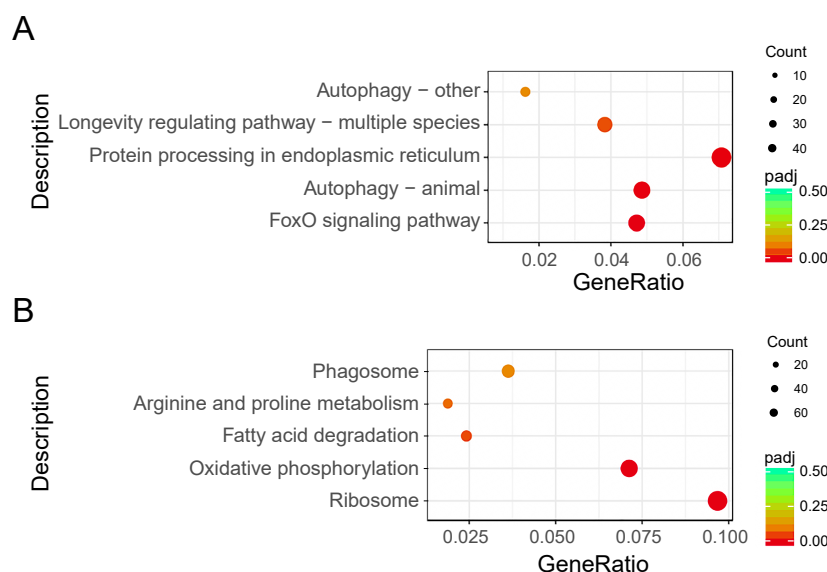 A
Description
Autophagy − other
Longevity regulating pathway − multiple species
Protein processing in endoplasmic reticulum
Autophagy − animal
FoxO signaling pathway
0.02 0.04 0.06
GeneRatio
Count
10
20
30
40
padj
0.50
0.25
0.00
B
Description
Phagosome
Arginine and proline metabolism
Fatty acid degradation
Oxidative phosphorylation
Ribosome
0.025 0.050 0.075 0.100
GeneRatio
Count
20
40
60
padj
0.50
0.25
0.00